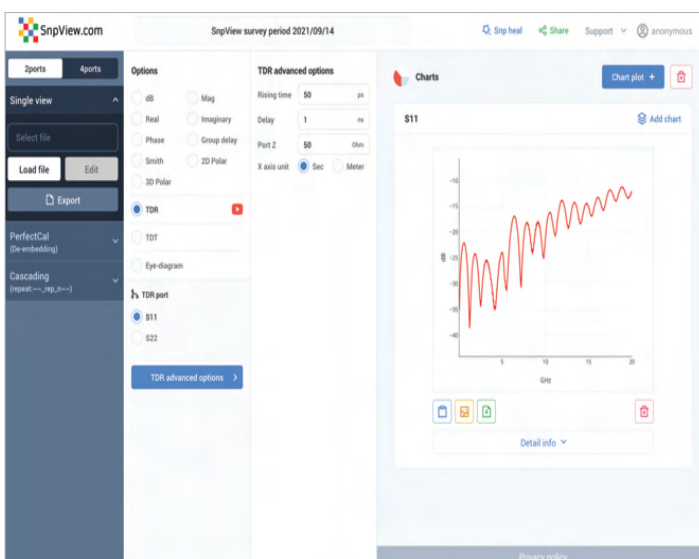 SnpView.com
SnpView survey period 2021/09/14
Snp heal
Share
Support
anonymous
2ports
4ports
Single view
Select file
Load file
Edit
Export
PerfectCal
(De-embedding)
Cascading
(repeat:~~_rep_n~~)
Options
dB
Mag
Real
Imaginary
Phase
Group delay
Smith
2D Polar
3D Polar
TDR
TDT
Eye-diagram
TDR port
S11
S22
TDR advanced options >
TDR advanced options
Rising time 50 ps
Delay 1 ns
Port Z 50 Ohm
X axis unit Sec Meter
Charts
Chart plot +
S11
Add chart
-10
-15
-20
-25
-30
-35
-40
dB
5 10 15 20
GHz
Detail info
Privacy policy